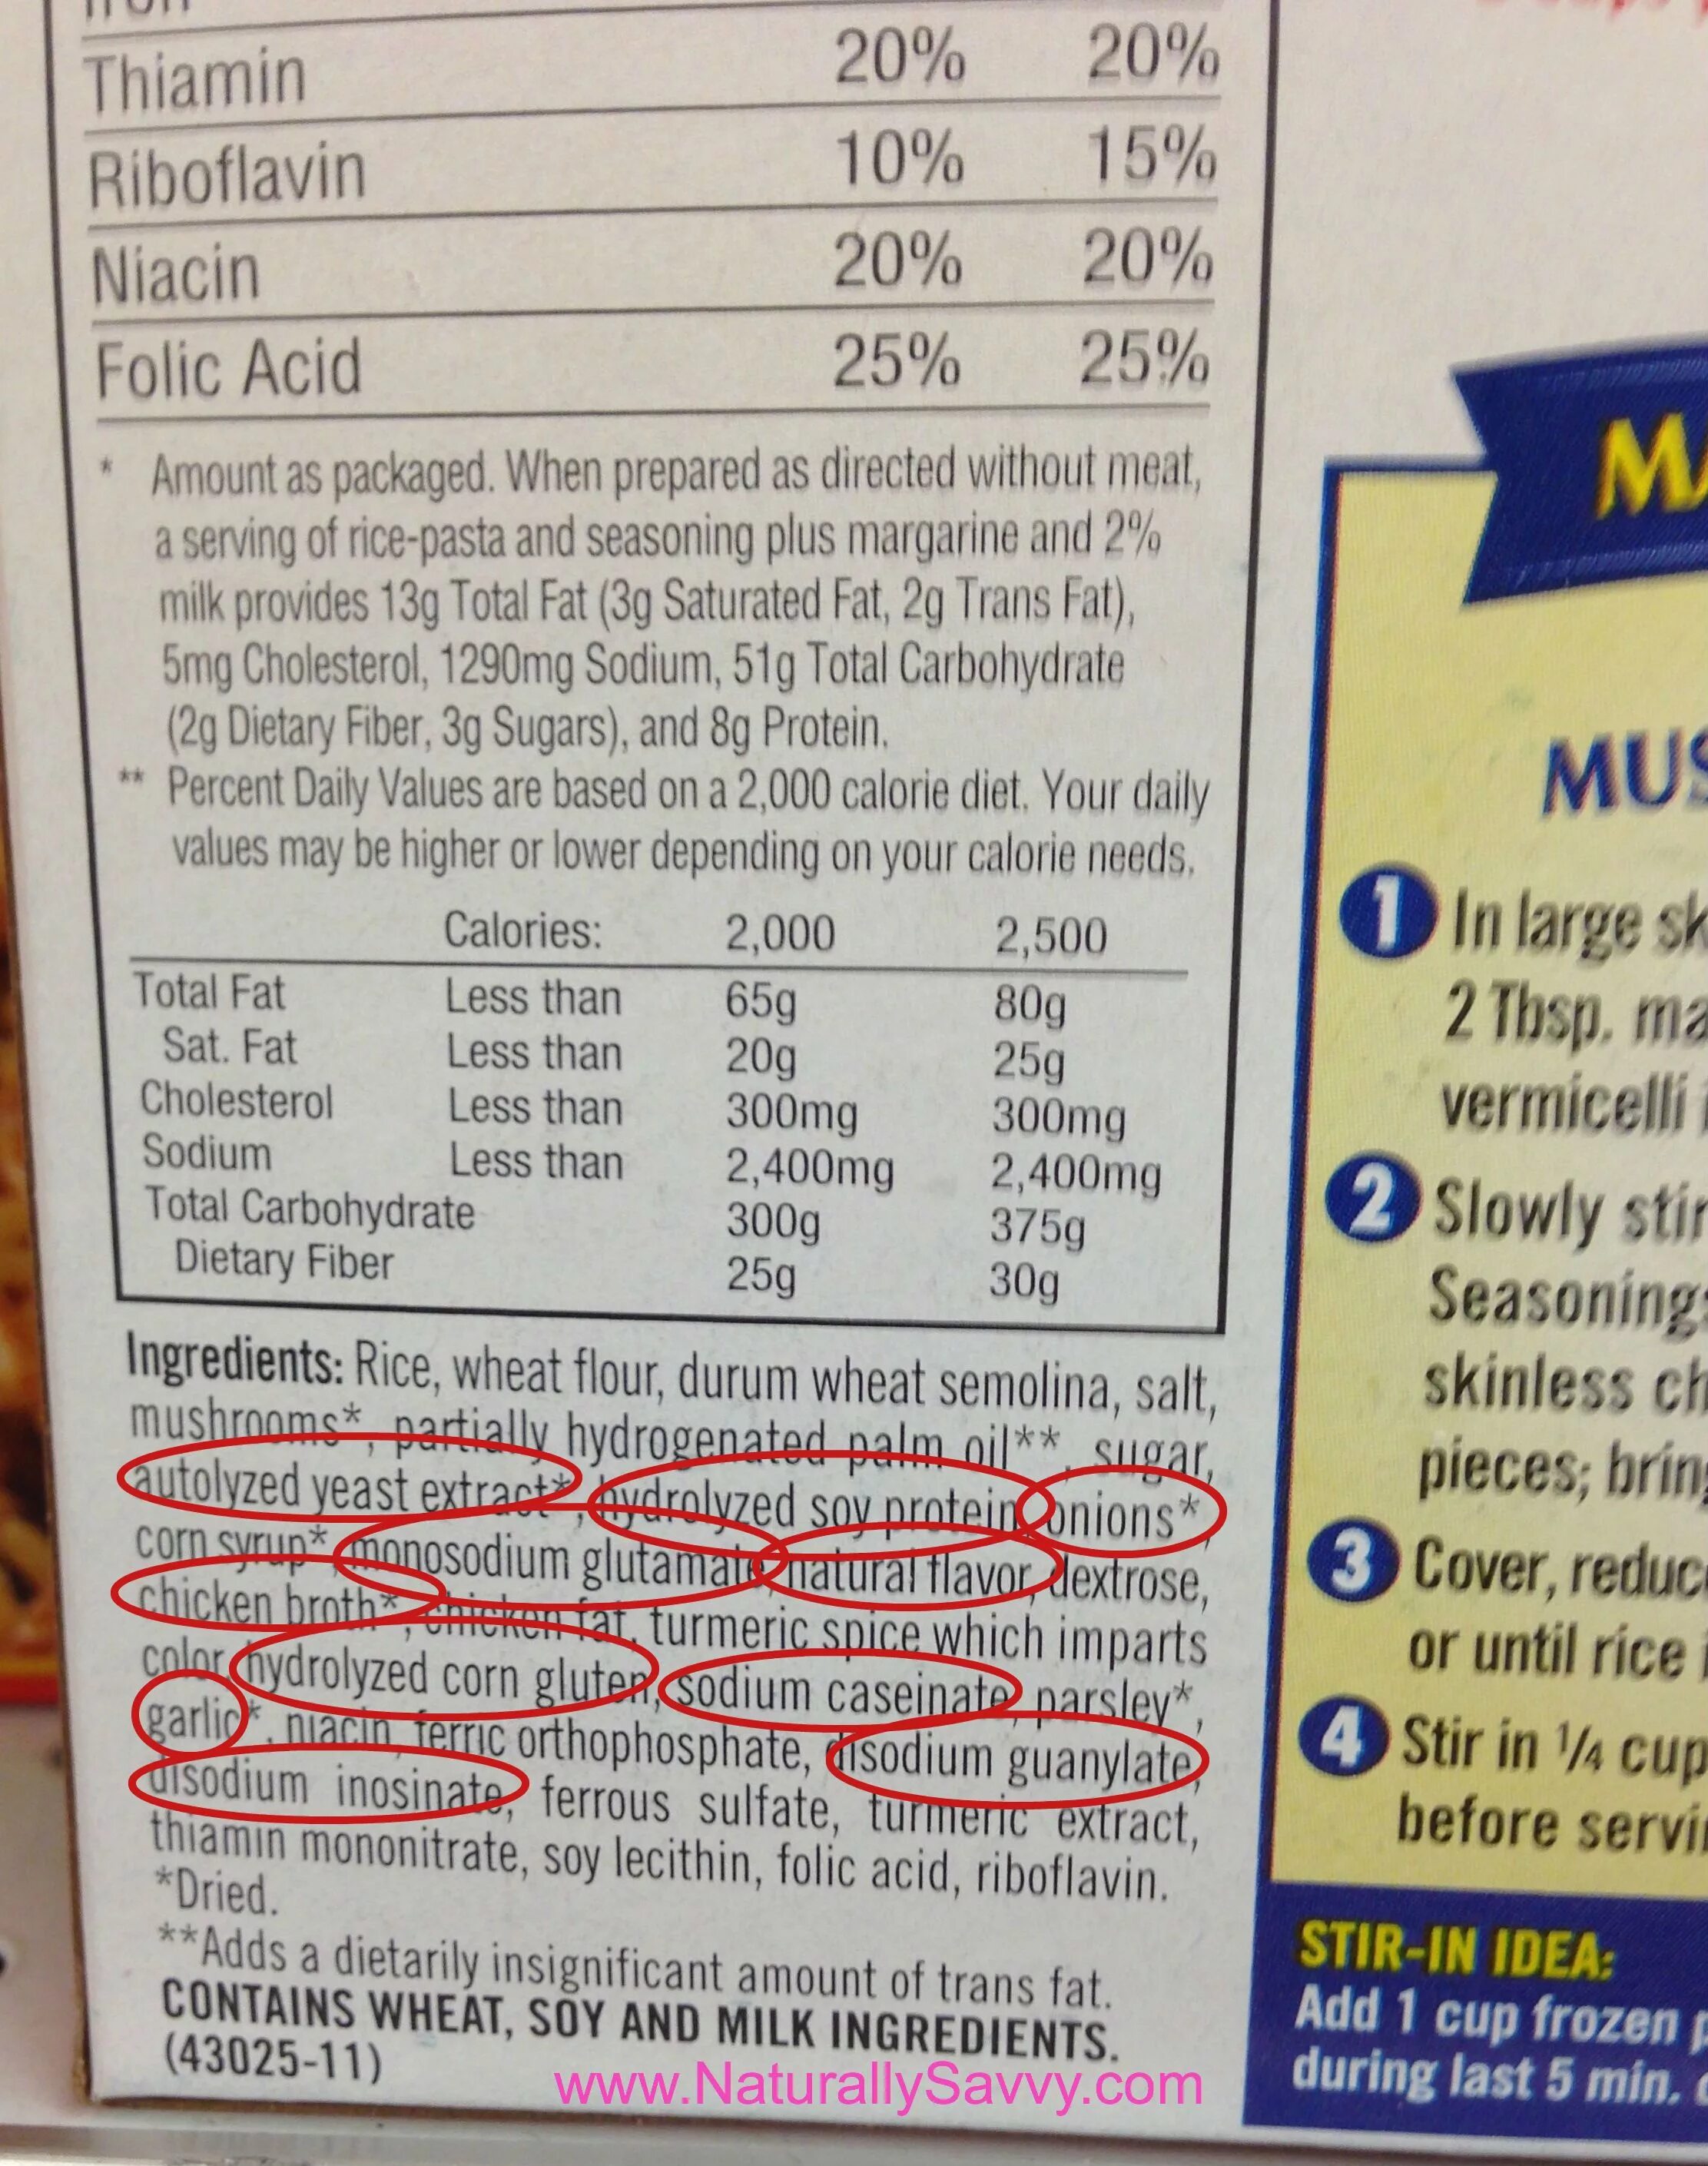 Iron
Thiamin 20% 20%
Riboflavin 10% 15%
Niacin 20% 20%
Folic Acid 25% 25%
* Amount as packaged. When prepared as directed without meat,
a serving of rice-pasta and seasoning plus margarine and 2%
milk provides 13g Total Fat (3g Saturated Fat, 2g Trans Fat),
5mg Cholesterol, 1290mg Sodium, 51g Total Carbohydrate
(2g Dietary Fiber, 3g Sugars), and 8g Protein.
** Percent Daily Values are based on a 2,000 calorie diet. Your daily
values may be higher or lower depending on your calorie needs.
Calories: 2,000 2,500
Total Fat Less than 65g 80g
Sat. Fat Less than 20g 25g
Cholesterol Less than 300mg 300mg
Sodium Less than 2,400mg 2,400mg
Total Carbohydrate 300g 375g
Dietary Fiber 25g 30g
Ingredients: Rice, wheat flour, durum wheat semolina, salt,
mushrooms*, partially hydrogenated palm oil**, sugar,
autolyzed yeast extract*, hydrolyzed soy protein, onions*,
corn syrup*, monosodium glutamate, natural flavor, dextrose,
chicken broth*, chicken fat, turmeric spice which imparts
color, hydrolyzed corn gluten, sodium caseinate, parsley*,
garlic*, niacin, ferric orthophosphate, disodium guanylate,
disodium inosinate, ferrous sulfate, turmeric extract,
thiamin mononitrate, soy lecithin, folic acid, riboflavin.
*Dried.
**Adds a dietarily insignificant amount of trans fat.
CONTAINS WHEAT, SOY AND MILK INGREDIENTS.
(43025-11)
www.NaturallySavvy.com
MA
MUS
1 In large sk
2 Tbsp. ma
vermicelli i
2 Slowly stir
Seasonings
skinless ch
pieces; bring
3 Cover, reduc
or until rice i
4 Stir in 1/4 cup
before servi
STIR-IN IDEA:
Add 1 cup frozen p
during last 5 min.